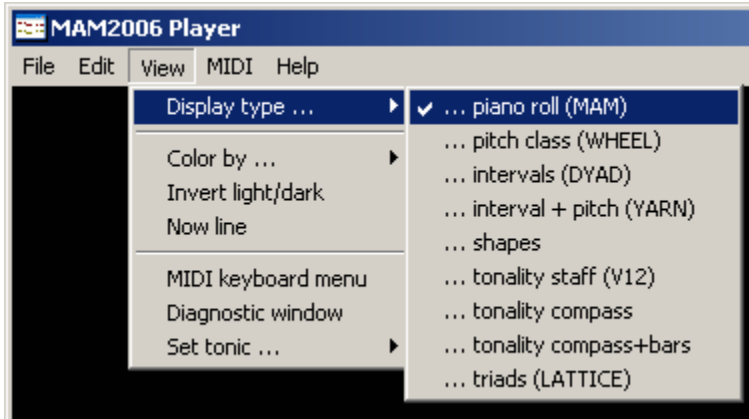 MAM2006 Player
File Edit View MIDI Help
Display type ...
Color by ...
Invert light/dark
Now line
MIDI keyboard menu
Diagnostic window
Set tonic ...
... piano roll (MAM)
... pitch class (WHEEL)
... intervals (DYAD)
... interval + pitch (YARN)
... shapes
... tonality staff (V12)
... tonality compass
... tonality compass+bars
... triads (LATTICE)